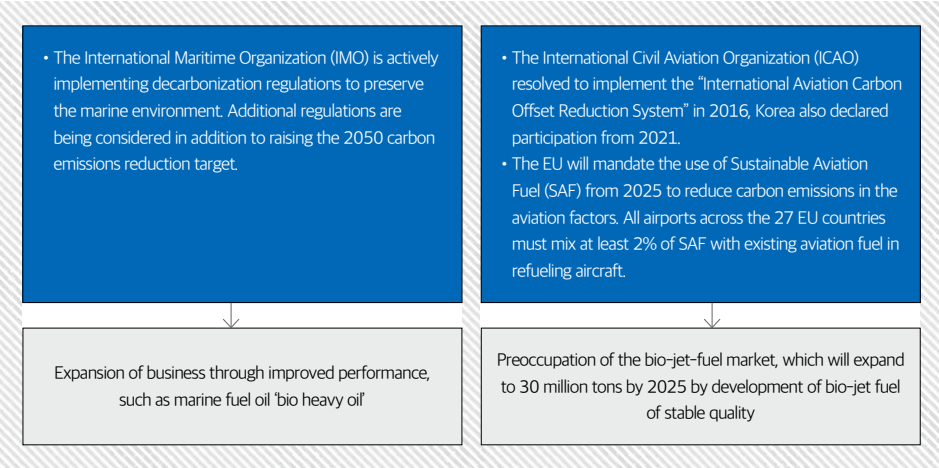 • The International Maritime Organization (IMO) is actively
implementing decarbonization regulations to preserve
the marine environment. Additional regulations are
being considered in addition to raising the 2050 carbon
emissions reduction target.
Expansion of business through improved performance,
such as marine fuel oil ‘bio heavy oil’
• The International Civil Aviation Organization (ICAO)
resolved to implement the “International Aviation Carbon
Offset Reduction System” in 2016, Korea also declared
participation from 2021.
• The EU will mandate the use of Sustainable Aviation
Fuel (SAF) from 2025 to reduce carbon emissions in the
aviation factors. All airports across the 27 EU countries
must mix at least 2% of SAF with existing aviation fuel in
refueling aircraft.
Preoccupation of the bio-jet-fuel market, which will expand
to 30 million tons by 2025 by development of bio-jet fuel
of stable quality